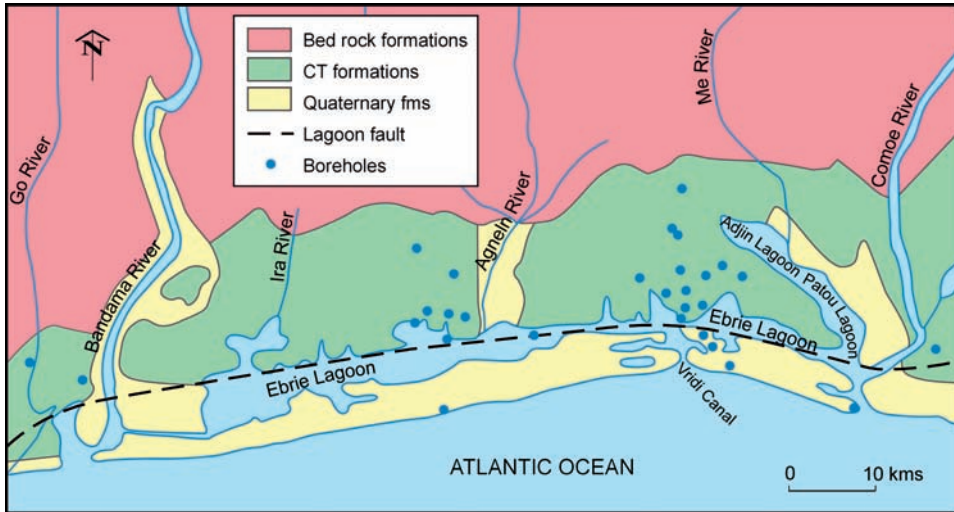 N
Bed rock formations
CT formations
Quaternary fms
Lagoon fault
Boreholes
Go River
Bandama River
Ira River
Agneln River
Me River
Comoe River
Adjin Lagoon
Patou Lagoon
Ebrie Lagoon
Ebrie Lagoon
Vridi Canal
ATLANTIC OCEAN
0 10 kms